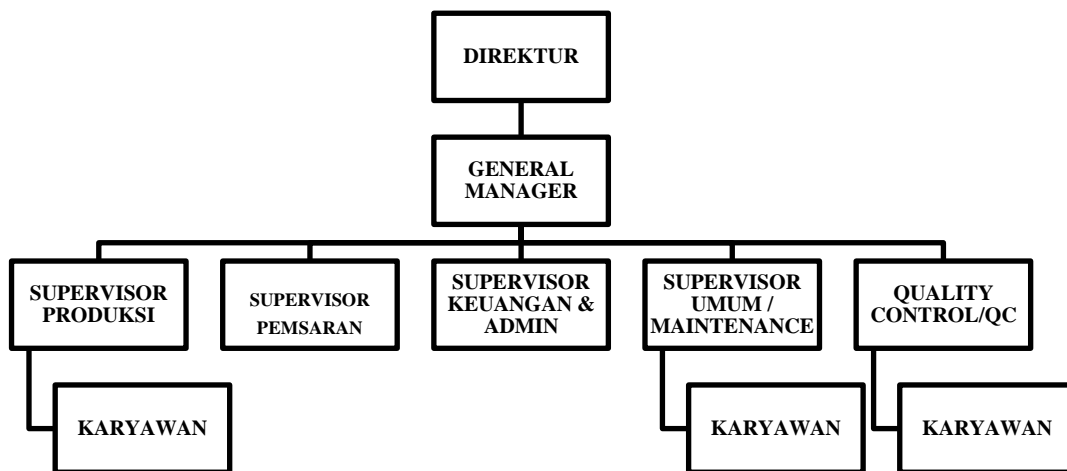 DIREKTUR
GENERAL
MANAGER
SUPERVISOR
PRODUKSI
SUPERVISOR
PEMSARAN
SUPERVISOR
KEUANGAN &
ADMIN
SUPERVISOR
UMUM /
MAINTENANCE
QUALITY
CONTROL/QC
KARYAWAN
KARYAWAN
KARYAWAN